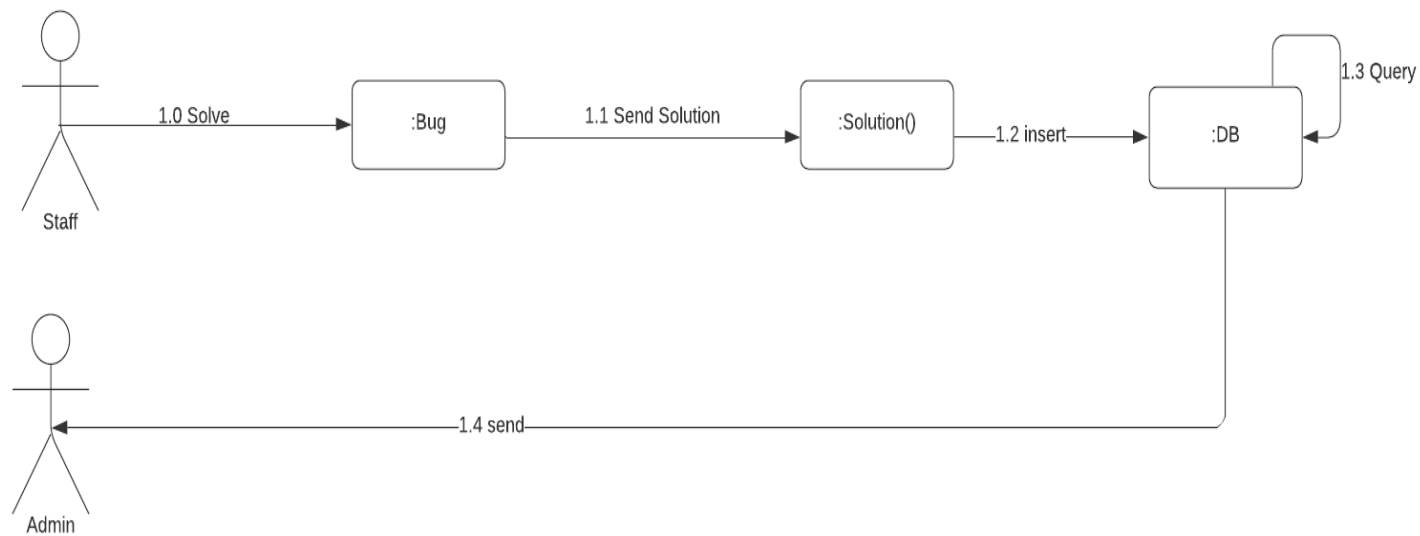 1.3 Query
1.0 Solve
:Bug
1.1 Send Solution
:Solution()
1.2 insert
:DB
Staff
1.4 send
Admin